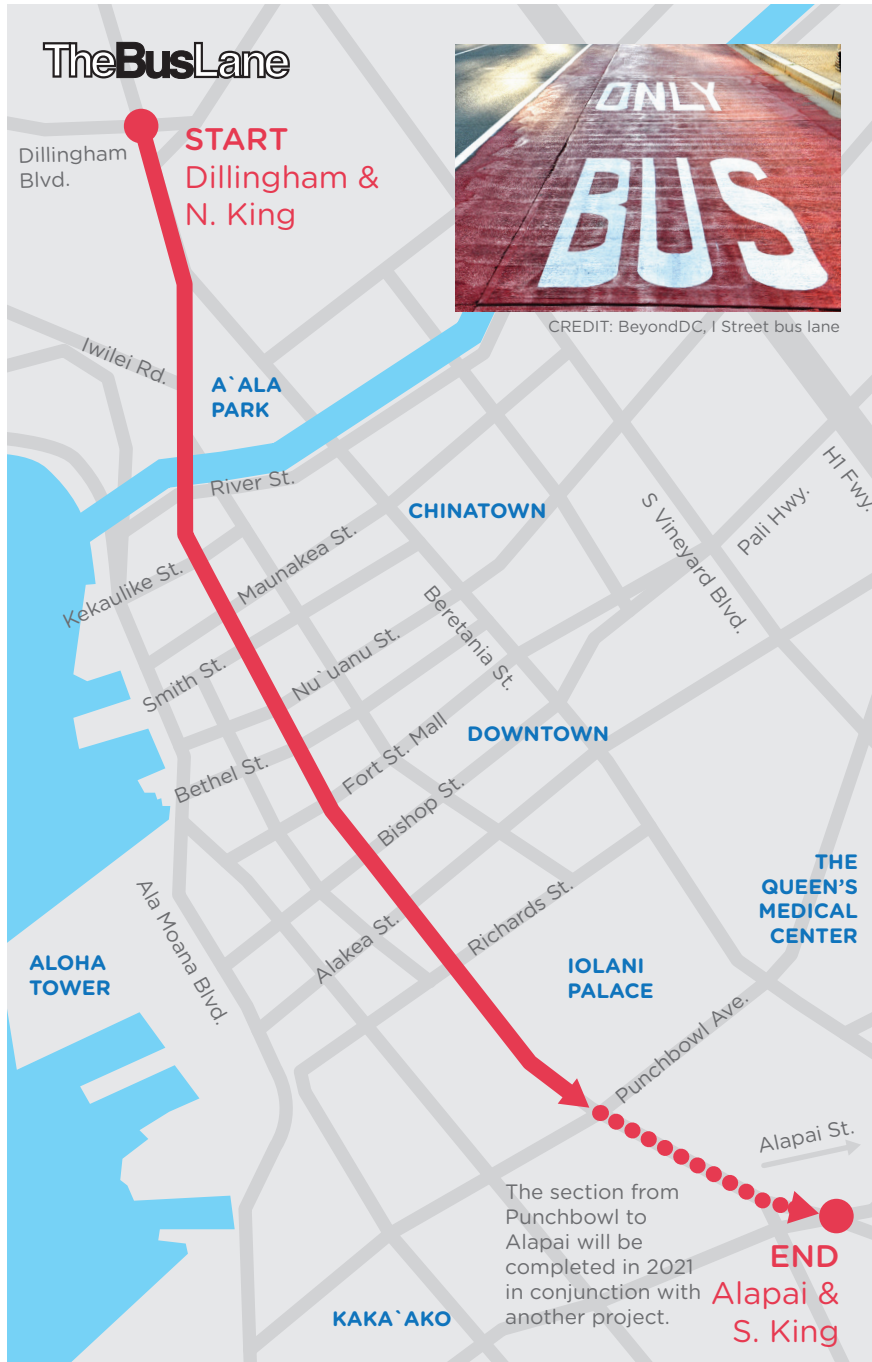 TheBusLane
ONLY
BUS
CREDIT: BeyondDC, I Street bus lane
START
Dillingham &
N. King
Dillingham
Blvd.
Iwilei Rd.
A`ALA
PARK
River St.
CHINATOWN
H1 Fwy.
Pali Hwy.
S Vineyard Blvd.
Kekaulike St.
Maunakea St.
Beretania St.
Smith St.
Nu`uanu St.
DOWNTOWN
Bethel St.
Fort St. Mall
Bishop St.
THE
QUEEN'S
MEDICAL
CENTER
Ala Moana Blvd.
Alakea St.
Richards St.
ALOHA
TOWER
IOLANI
PALACE
Punchbowl Ave.
Alapai St.
The section from
Punchbowl to
Alapai will be
completed in 2021
in conjunction with
another project.
END
Alapai &
S. King
KAKA`AKO